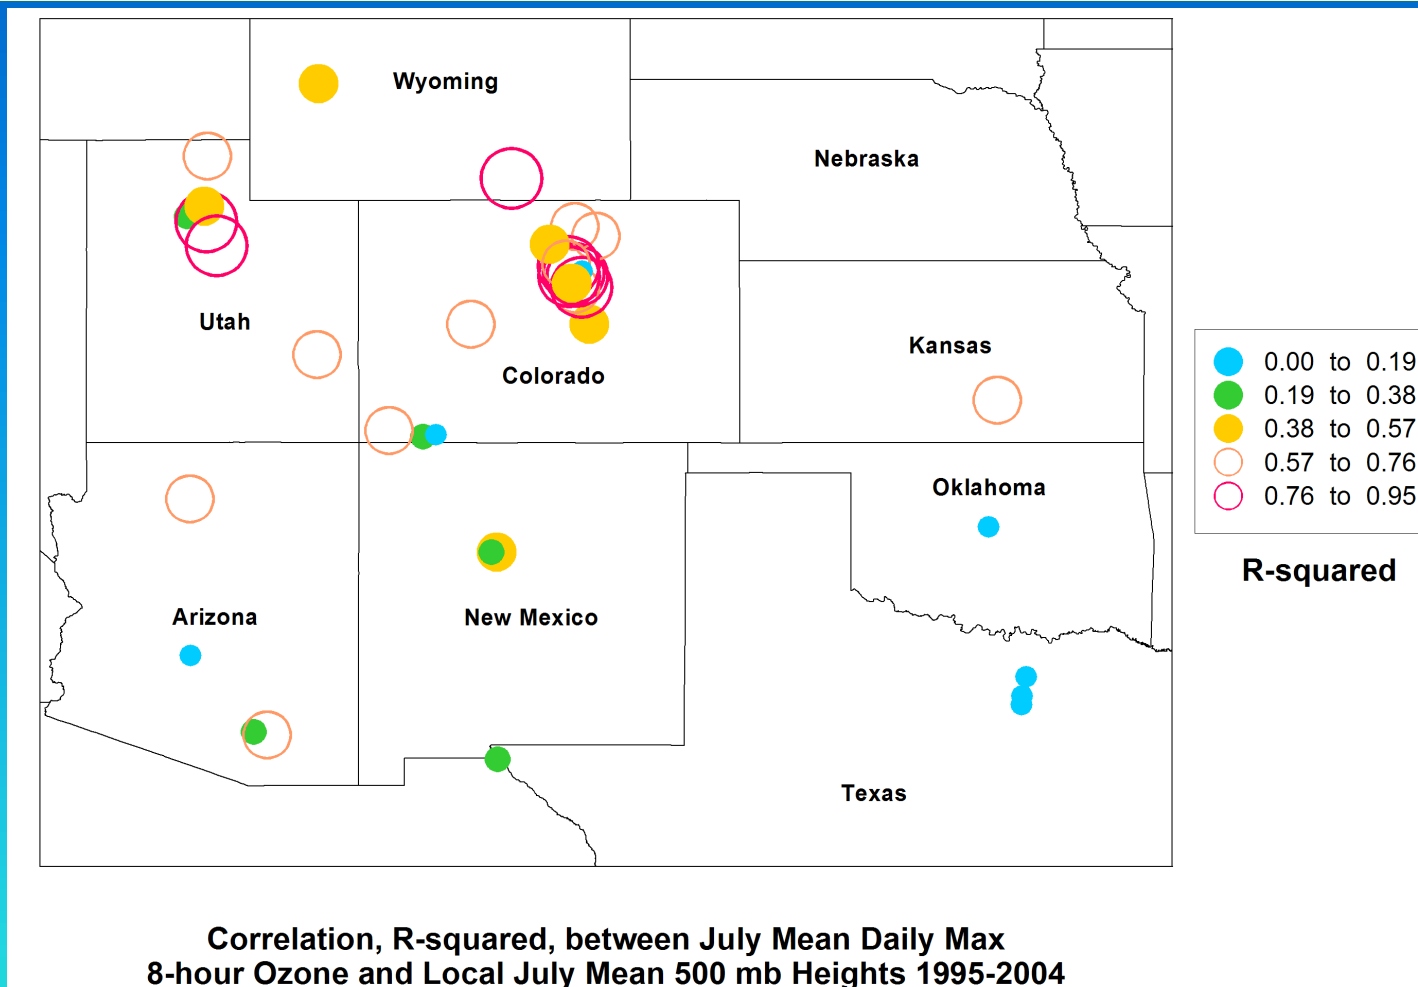 Wyoming
Nebraska
Utah
Colorado
Kansas
0.00 to 0.19
0.19 to 0.38
0.38 to 0.57
0.57 to 0.76
0.76 to 0.95
R-squared
Oklahoma
Arizona
New Mexico
Texas
Correlation, R-squared, between July Mean Daily Max
8-hour Ozone and Local July Mean 500 mb Heights 1995-2004